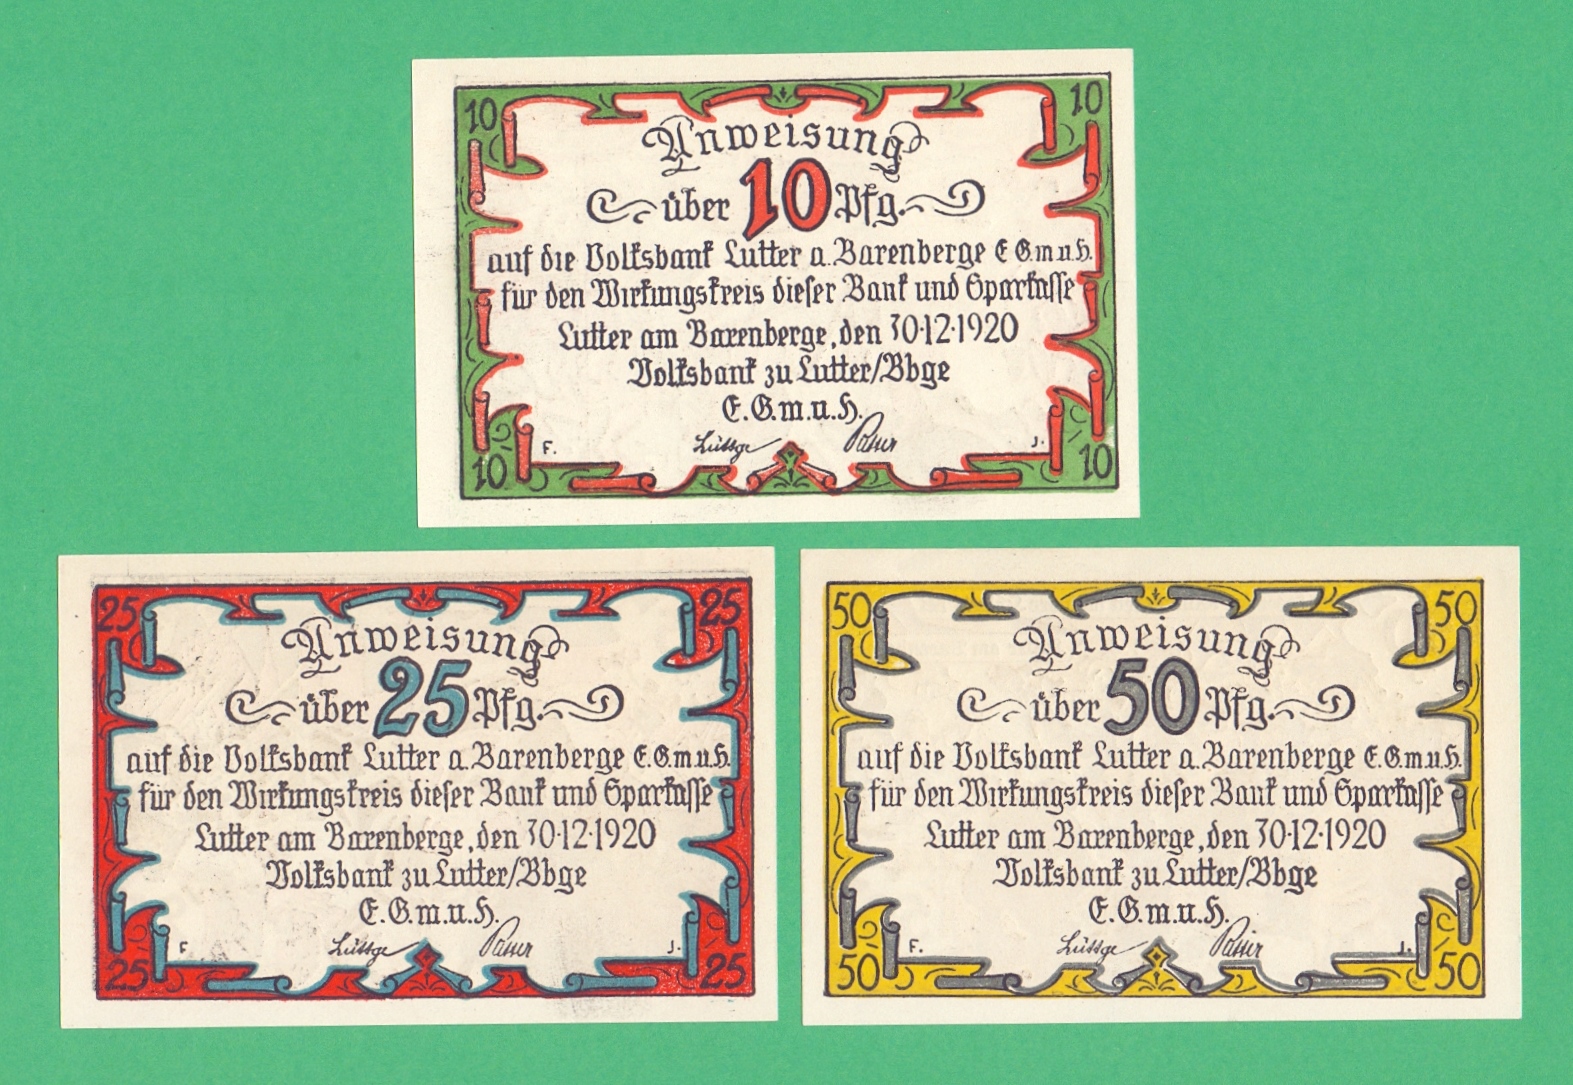 10 10
Anweisung
über 10 Pfg.
auf die Volksbank Lutter a. Barenberge E G.m.u.H.
für den Wirkungskreis dieser Bank und Sparkasse
Lutter am Barenberge, den 30·12·1920
Volksbank zu Lutter/Bbge
E.G.m.u.H.
F. Lüttge J.
10 10
25 25
Anweisung
über 25 Pfg.
auf die Volksbank Lutter a. Barenberge E.G.m.u.H.
für den Wirkungskreis dieser Bank und Sparkasse
Lutter am Barenberge, den 30·12·1920
Volksbank zu Lutter/Bbge
E.G.m.u.H.
F. Lüttge J.
25 25
50 50
Anweisung
über 50 Pfg.
auf die Volksbank Lutter a. Barenberge E.G.m.u.H.
für den Wirkungskreis dieser Bank und Sparkasse
Lutter am Barenberge, den 30·12·1920
Volksbank zu Lutter/Bbge
E.G.m.u.H.
F. Lüttge J.
50 50